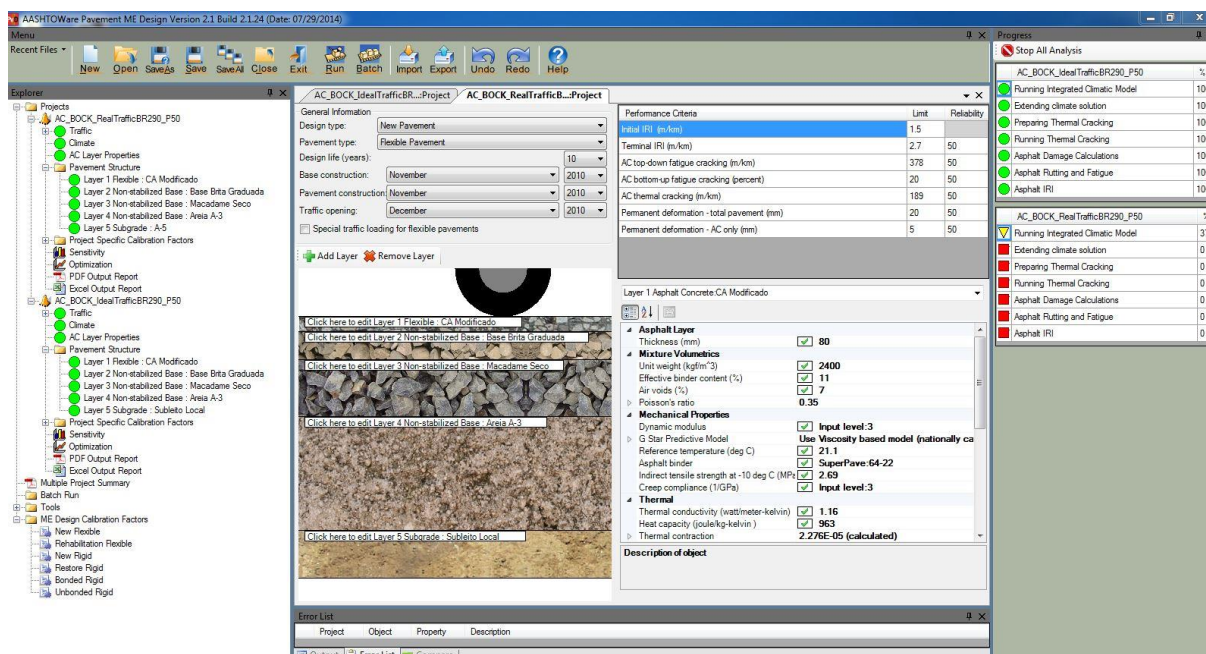 AASHTOWare Pavement ME Design Version 2.1 Build 2.1.24 (Date: 07/29/2014)
Menu
Recent Files
New Open SaveAs Save SaveAll Close Exit Run Batch Import Export Undo Redo Help
Explorer
Projects
AC_BOCK_RealTrafficBR290_P50
Traffic
Climate
AC Layer Properties
Pavement Structure
Layer 1 Flexible : CA Modificado
Layer 2 Non-stabilized Base : Base Brita Graduada
Layer 3 Non-stabilized Base : Macadame Seco
Layer 4 Non-stabilized Base : Areia A-3
Layer 5 Subgrade : A-5
Project Specific Calibration Factors
Sensitivity
Optimization
PDF Output Report
Excel Output Report
AC_BOCK_IdealTrafficBR290_P50
Traffic
Climate
AC Layer Properties
Pavement Structure
Layer 1 Flexible : CA Modificado
Layer 2 Non-stabilized Base : Base Brita Graduada
Layer 3 Non-stabilized Base : Macadame Seco
Layer 4 Non-stabilized Base : Areia A-3
Layer 5 Subgrade : Subleito Local
Project Specific Calibration Factors
Sensitivity
Optimization
PDF Output Report
Excel Output Report
Multiple Project Summary
Batch Run
Tools
ME Design Calibration Factors
New Flexible
Rehabilitation Flexible
New Rigid
Restore Rigid
Bonded Rigid
Unbonded Rigid
AC_BOCK_IdealTrafficBR...:Project AC_BOCK_RealTrafficB...:Project
General Information
Design type: New Pavement
Pavement type: Flexible Pavement
Design life (years): 10
Base construction: November 2010
Pavement construction: November 2010
Traffic opening: December 2010
Special traffic loading for flexible pavements
Add Layer Remove Layer
Click here to edit Layer 1 Flexible : CA Modificado
Click here to edit Layer 2 Non-stabilized Base : Base Brita Graduada
Click here to edit Layer 3 Non-stabilized Base : Macadame Seco
Click here to edit Layer 4 Non-stabilized Base : Areia A-3
Click here to edit Layer 5 Subgrade : Subleito Local
Performance Criteria Limit Reliability
Initial IRI (m/km) 1.5
Terminal IRI (m/km) 2.7 50
AC top-down fatigue cracking (m/km) 378 50
AC bottom-up fatigue cracking (percent) 20 50
AC thermal cracking (m/km) 189 50
Permanent deformation - total pavement (mm) 20 50
Permanent deformation - AC only (mm) 5 50
Layer 1 Asphalt Concrete:CA Modificado
Asphalt Layer
Thickness (mm) 80
Mixture Volumetrics
Unit weight (kgf/m^3) 2400
Effective binder content (%) 11
Air voids (%) 7
Poisson's ratio 0.35
Mechanical Properties
Dynamic modulus Input level:3
G Star Predictive Model Use Viscosity based model (nationally ca
Reference temperature (deg C) 21.1
Asphalt binder SuperPave:64-22
Indirect tensile strength at -10 deg C (MPa 2.69
Creep compliance (1/GPa) Input level:3
Thermal
Thermal conductivity (watt/meter-kelvin) 1.16
Heat capacity (joule/kg-kelvin ) 963
Thermal contraction 2.276E-05 (calculated)
Description of object
Error List
Project Object Property Description
Progress
Stop All Analysis
AC_BOCK_IdealTrafficBR290_P50 %
Running Integrated Climatic Model 10
Extending climate solution 10
Preparing Thermal Cracking 10
Running Thermal Cracking 10
Asphalt Damage Calculations 10
Asphalt Rutting and Fatigue 10
Asphalt IRI 10
AC_BOCK_RealTrafficBR290_P50
Running Integrated Climatic Model 3
Extending climate solution 0
Preparing Thermal Cracking 0
Running Thermal Cracking 0
Asphalt Damage Calculations 0
Asphalt Rutting and Fatigue 0
Asphalt IRI 0